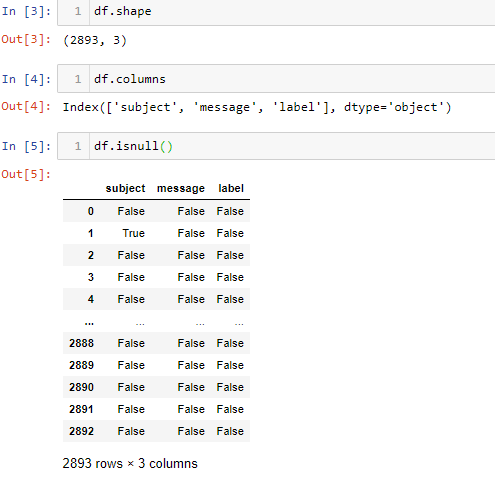 In [3]: 1 df.shape
Out[3]: (2893, 3)
In [4]: 1 df.columns
Out[4]: Index(['subject', 'message', 'label'], dtype='object')
In [5]: 1 df.isnull()
Out[5]:
subject message label
0 False False False
1 True False False
2 False False False
3 False False False
4 False False False
... ... ... ...
2888 False False False
2889 False False False
2890 False False False
2891 False False False
2892 False False False
2893 rows × 3 columns